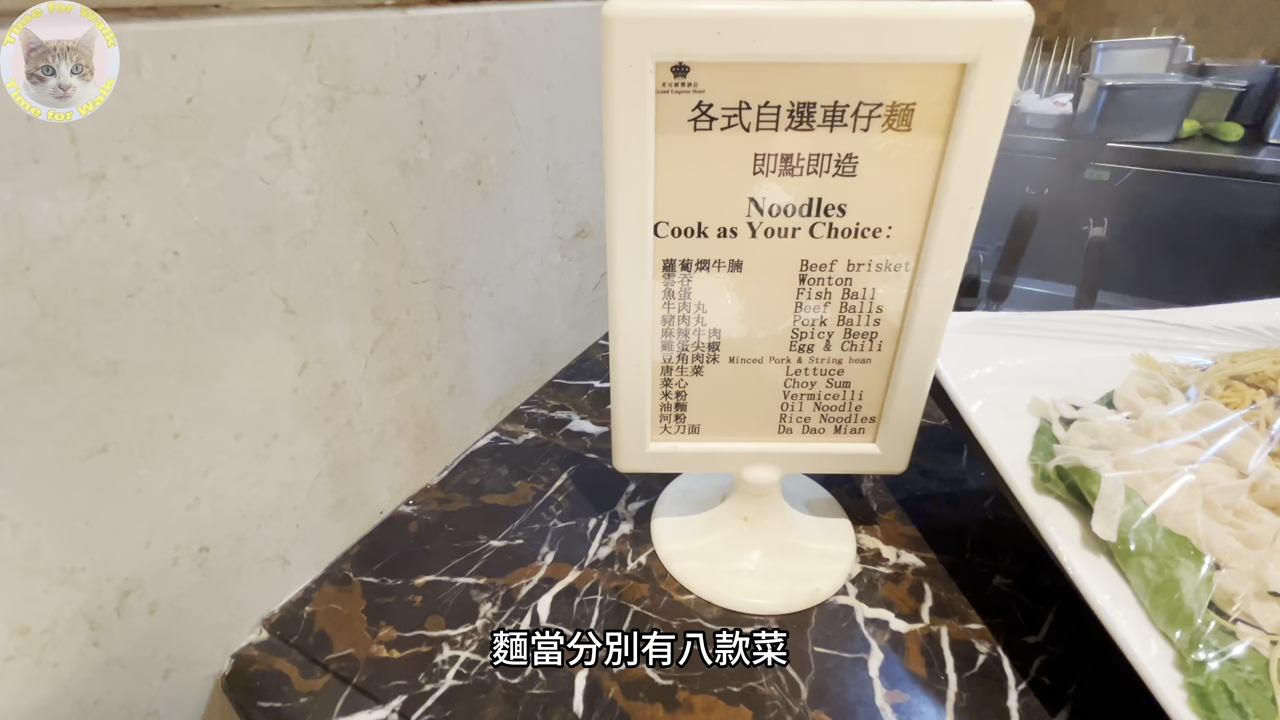 Time for Walk
Time for Walk
Grand Emperor Hotel
各式自選車仔麵
即點即造
Noodles
Cook as Your Choice:
蘿蔔炆牛腩 Beef brisket
雲吞 Wonton
魚蛋 Fish Ball
牛肉丸 Beef Balls
豬肉丸 Pork Balls
麻辣牛肉 Spicy Beep
雞蛋尖椒 Egg & Chili
豆角肉沫 Minced Pork & String bean
唐生菜 Lettuce
菜心 Choy Sum
米粉 Vermicelli
油麵 Oil Noodle
河粉 Rice Noodles
大刀面 Da Dao Mian
麵當分別有八款菜